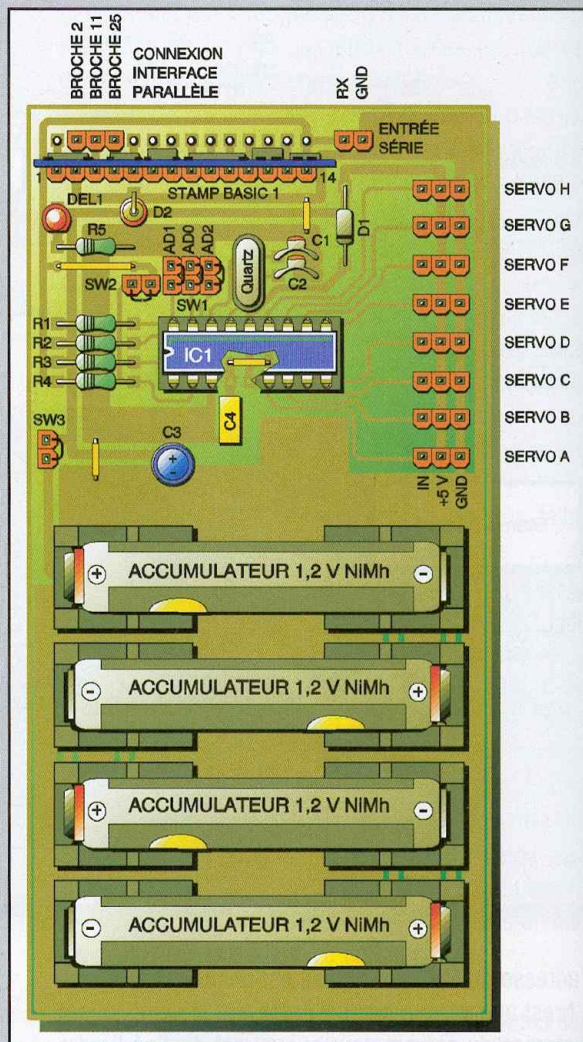 BROCHE 2
BROCHE 11
BROCHE 25
CONNEXION
INTERFACE
PARALLÈLE
RX
GND
ENTRÉE
SÉRIE
1
14
STAMP BASIC 1
DEL1
D2
R5
AD1
AD0
AD2
SW2
SW1
Quartz
C1
C2
D1
SERVO H
SERVO G
SERVO F
SERVO E
SERVO D
SERVO C
SERVO B
SERVO A
R1
R2
R3
R4
IC1
SW3
C3
C4
IN
+5 V
GND
+ ACCUMULATEUR 1,2 V NiMh -
- ACCUMULATEUR 1,2 V NiMh +
+ ACCUMULATEUR 1,2 V NiMh -
- ACCUMULATEUR 1,2 V NiMh +